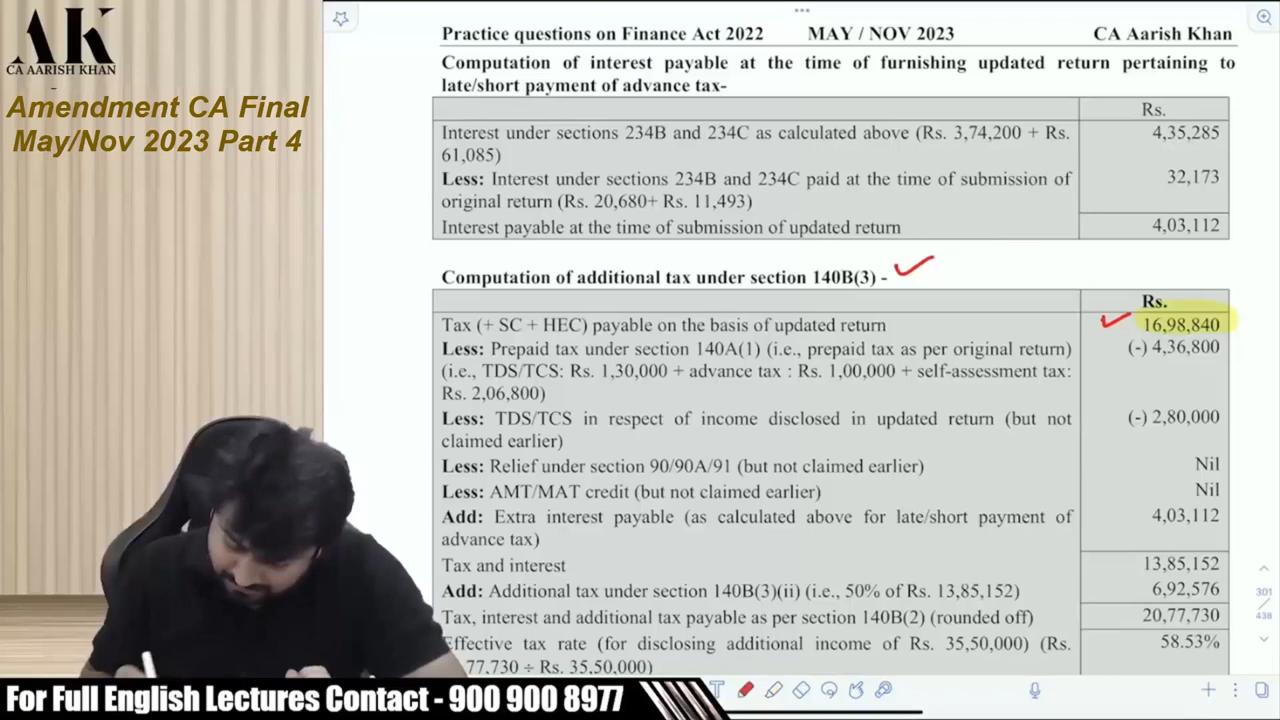 AK
CA AARISH KHAN
Amendment CA Final
May/Nov 2023 Part 4
Practice questions on Finance Act 2022 MAY / NOV 2023 CA Aarish Khan
Computation of interest payable at the time of furnishing updated return pertaining to
late/short payment of advance tax-
Rs.
Interest under sections 234B and 234C as calculated above (Rs. 3,74,200 + Rs. 4,35,285
61,085)
Less: Interest under sections 234B and 234C paid at the time of submission of 32,173
original return (Rs. 20,680+ Rs. 11,493)
Interest payable at the time of submission of updated return 4,03,112
Computation of additional tax under section 140B(3) -
Rs.
Tax (+ SC + HEC) payable on the basis of updated return 16,98,840
Less: Prepaid tax under section 140A(1) (i.e., prepaid tax as per original return) (-) 4,36,800
(i.e., TDS/TCS: Rs. 1,30,000 + advance tax : Rs. 1,00,000 + self-assessment tax:
Rs. 2,06,800)
Less: TDS/TCS in respect of income disclosed in updated return (but not (-) 2,80,000
claimed earlier)
Less: Relief under section 90/90A/91 (but not claimed earlier) Nil
Less: AMT/MAT credit (but not claimed earlier) Nil
Add: Extra interest payable (as calculated above for late/short payment of 4,03,112
advance tax)
Tax and interest 13,85,152
Add: Additional tax under section 140B(3)(ii) (i.e., 50% of Rs. 13,85,152) 6,92,576
Tax, interest and additional tax payable as per section 140B(2) (rounded off) 20,77,730
Effective tax rate (for disclosing additional income of Rs. 35,50,000) (Rs. 58.53%
77,730 ÷ Rs. 35,50,000)
301
438
For Full English Lectures Contact - 900 900 8977